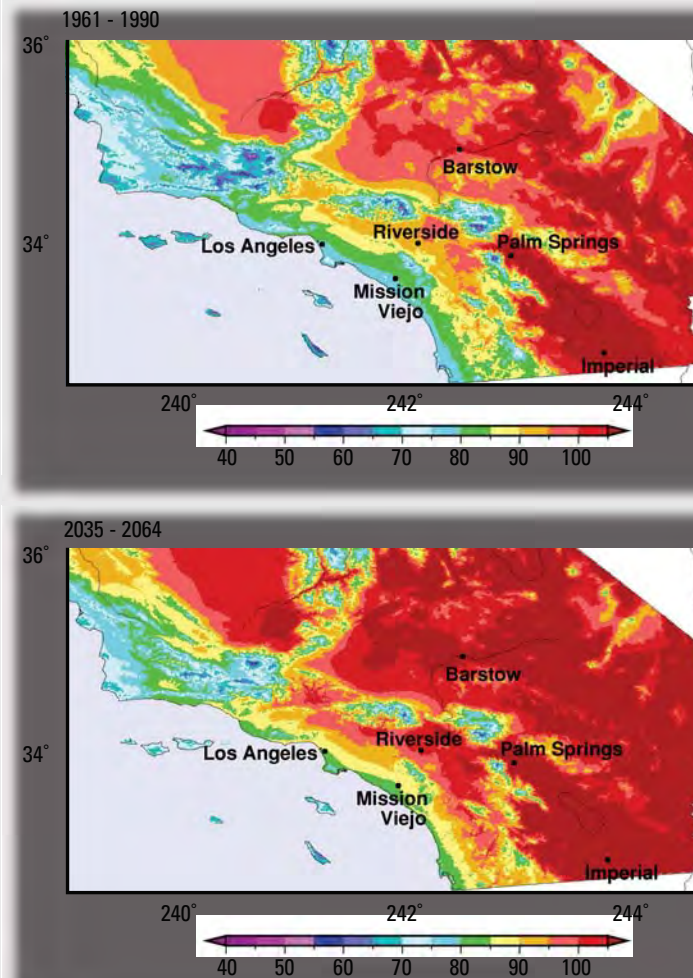 1961 - 1990
36°
Barstow
Riverside
34°
Los Angeles
Palm Springs
Mission
Viejo
Imperial
240°
242°
244°
40 50 60 70 80 90 100
2035 - 2064
36°
Barstow
Riverside
34°
Los Angeles
Palm Springs
Mission
Viejo
Imperial
240°
242°
244°
40 50 60 70 80 90 100